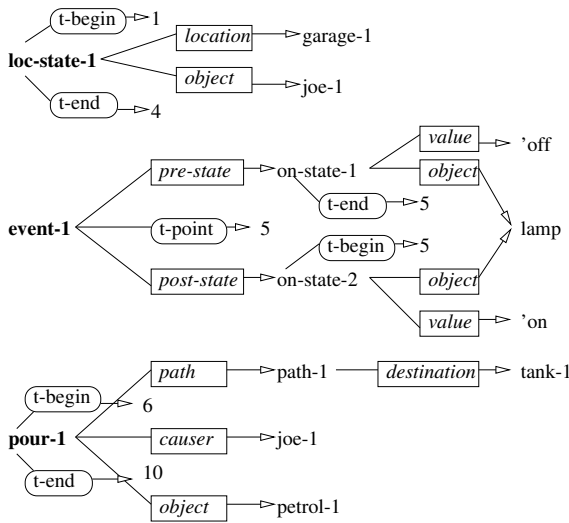 t-begin 1
location garage-1
loc-state-1
object joe-1
t-end 4
value 'off
pre-state on-state-1 object
t-end 5
event-1 t-point 5 lamp
t-begin 5
post-state on-state-2 object
value 'on
path path-1 destination tank-1
t-begin 6
pour-1 causer joe-1
t-end 10
object petrol-1